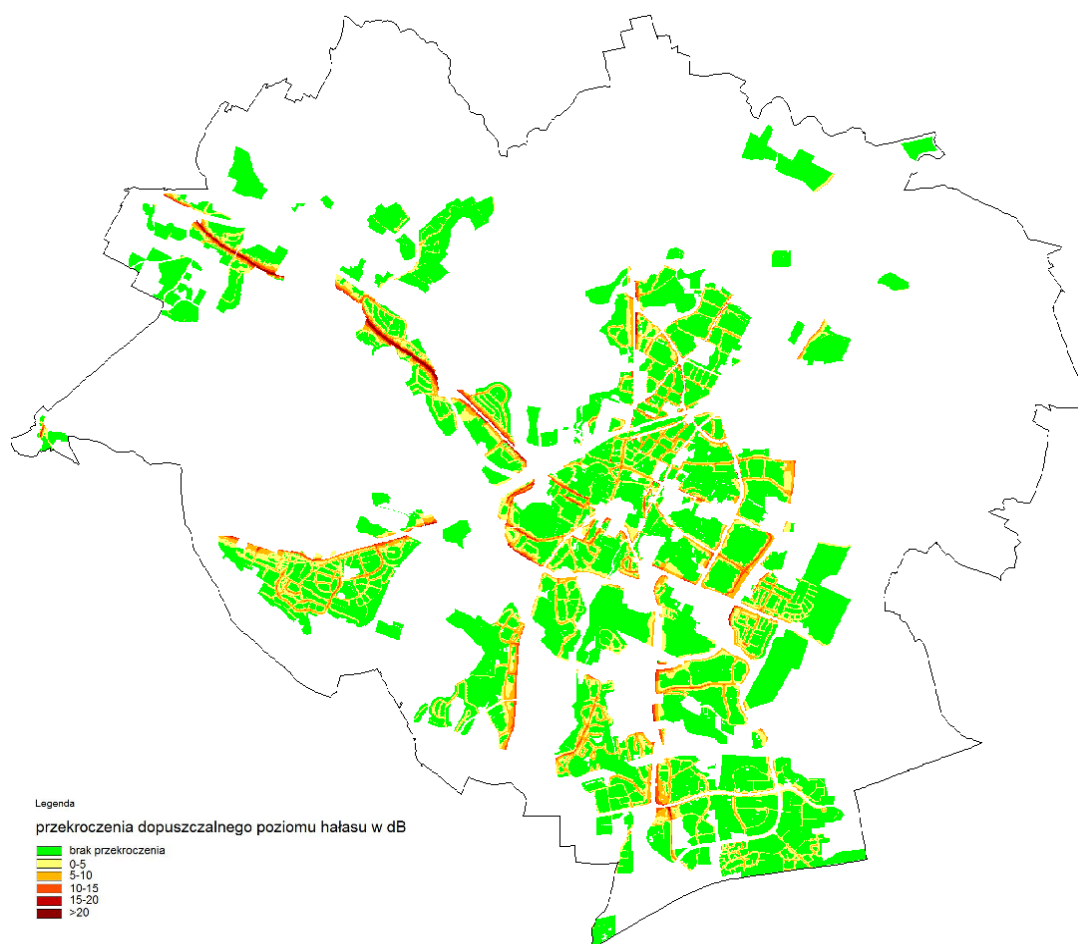 Legenda
przekroczenia dopuszczalnego poziomu hałasu w dB
brak przekroczenia
0-5
5-10
10-15
15-20
>20